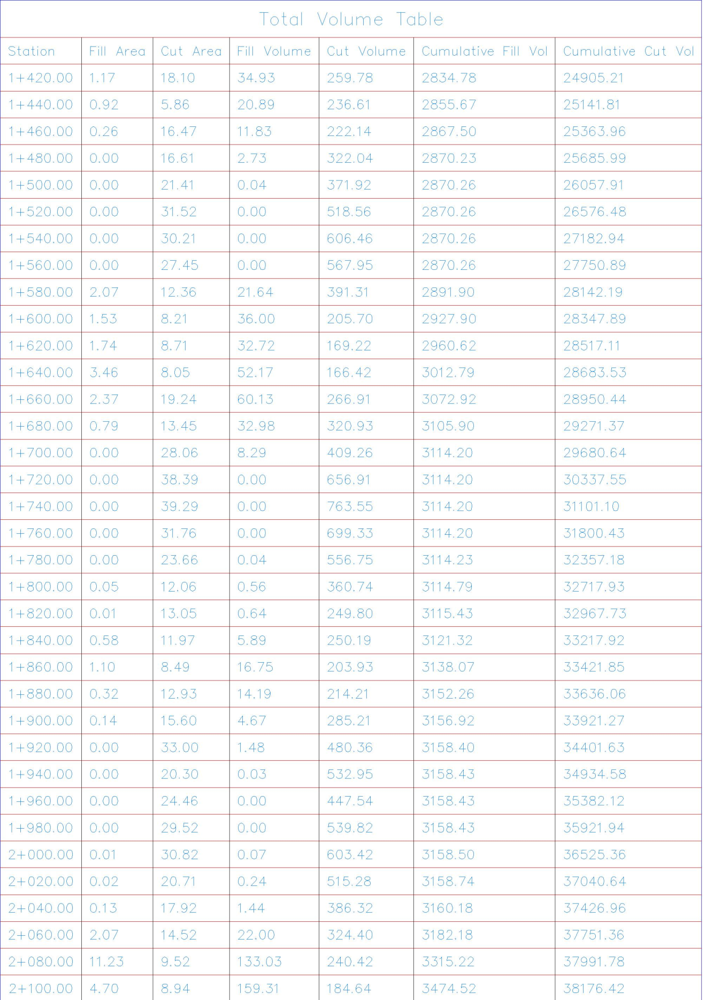 Total Volume Table
Station Fill Area Cut Area Fill Volume Cut Volume Cumulative Fill Vol Cumulative Cut Vol
1+420.00 1.17 18.10 34.93 259.78 2834.78 24905.21
1+440.00 0.92 5.86 20.89 236.61 2855.67 25141.81
1+460.00 0.26 16.47 11.83 222.14 2867.50 25363.96
1+480.00 0.00 16.61 2.73 322.04 2870.23 25685.99
1+500.00 0.00 21.41 0.04 371.92 2870.26 26057.91
1+520.00 0.00 31.52 0.00 518.56 2870.26 26576.48
1+540.00 0.00 30.21 0.00 606.46 2870.26 27182.94
1+560.00 0.00 27.45 0.00 567.95 2870.26 27750.89
1+580.00 2.07 12.36 21.64 391.31 2891.90 28142.19
1+600.00 1.53 8.21 36.00 205.70 2927.90 28347.89
1+620.00 1.74 8.71 32.72 169.22 2960.62 28517.11
1+640.00 3.46 8.05 52.17 166.42 3012.79 28683.53
1+660.00 2.37 19.24 60.13 266.91 3072.92 28950.44
1+680.00 0.79 13.45 32.98 320.93 3105.90 29271.37
1+700.00 0.00 28.06 8.29 409.26 3114.20 29680.64
1+720.00 0.00 38.39 0.00 656.91 3114.20 30337.55
1+740.00 0.00 39.29 0.00 763.55 3114.20 31101.10
1+760.00 0.00 31.76 0.00 699.33 3114.20 31800.43
1+780.00 0.00 23.66 0.04 556.75 3114.23 32357.18
1+800.00 0.05 12.06 0.56 360.74 3114.79 32717.93
1+820.00 0.01 13.05 0.64 249.80 3115.43 32967.73
1+840.00 0.58 11.97 5.89 250.19 3121.32 33217.92
1+860.00 1.10 8.49 16.75 203.93 3138.07 33421.85
1+880.00 0.32 12.93 14.19 214.21 3152.26 33636.06
1+900.00 0.14 15.60 4.67 285.21 3156.92 33921.27
1+920.00 0.00 33.00 1.48 480.36 3158.40 34401.63
1+940.00 0.00 20.30 0.03 532.95 3158.43 34934.58
1+960.00 0.00 24.46 0.00 447.54 3158.43 35382.12
1+980.00 0.00 29.52 0.00 539.82 3158.43 35921.94
2+000.00 0.01 30.82 0.07 603.42 3158.50 36525.36
2+020.00 0.02 20.71 0.24 515.28 3158.74 37040.64
2+040.00 0.13 17.92 1.44 386.32 3160.18 37426.96
2+060.00 2.07 14.52 22.00 324.40 3182.18 37751.36
2+080.00 11.23 9.52 133.03 240.42 3315.22 37991.78
2+100.00 4.70 8.94 159.31 184.64 3474.52 38176.42